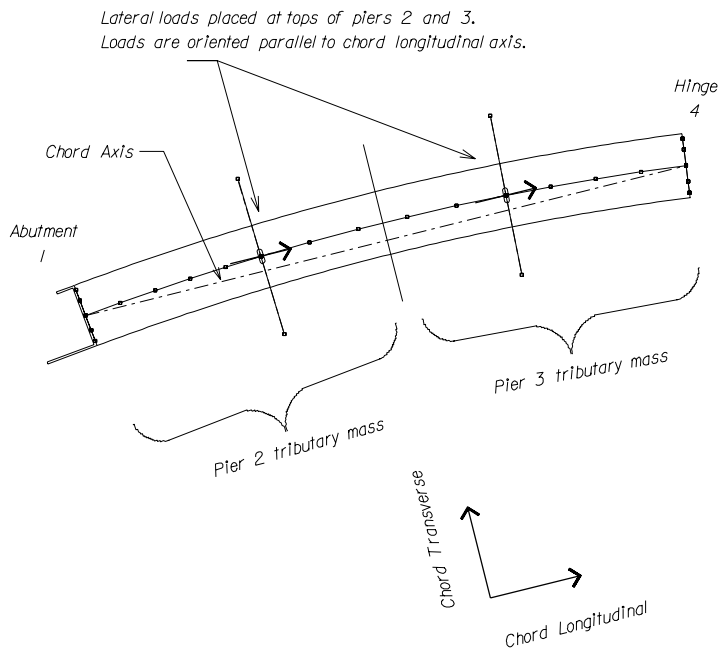 Lateral loads placed at tops of piers 2 and 3.
Loads are oriented parallel to chord longitudinal axis.
Hinge
4
Chord Axis
Abutment
1
Pier 3 tributary mass
Pier 2 tributary mass
Chord Transverse
Chord Longitudinal